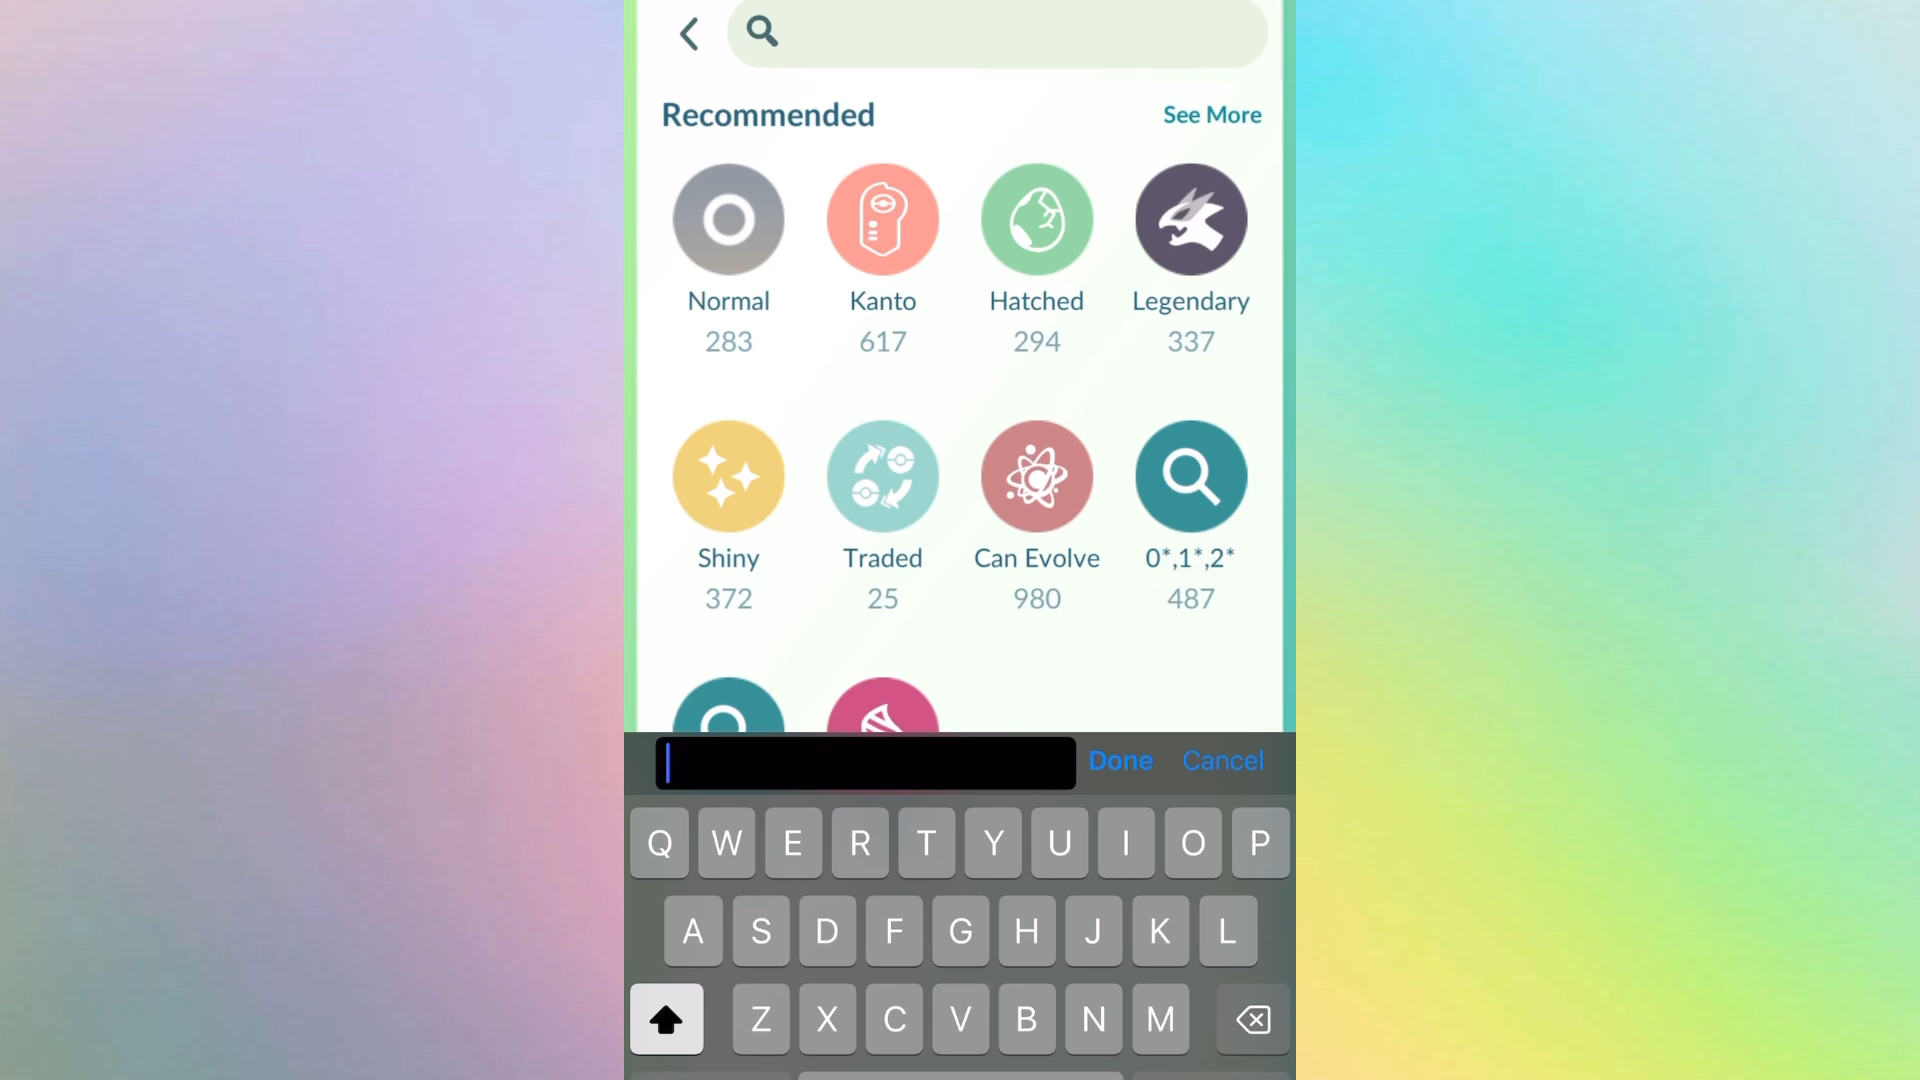 Recommended See More
Normal Kanto Hatched Legendary
283 617 294 337
Shiny Traded Can Evolve 0*,1*,2*
372 25 980 487
Done Cancel
Q W E R T Y U I O P
A S D F G H J K L
Z X C V B N M